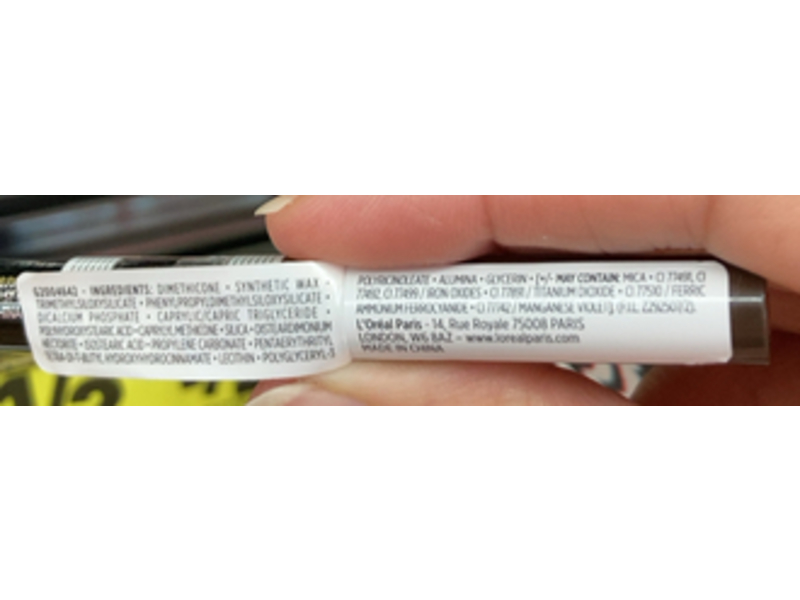 62004642 • INGREDIENTS: DIMETHICONE • SYNTHETIC WAX •
TRIMETHYLSILOXYSILICATE • PHENYLPROPYLDIMETHYLSILOXYSILICATE •
DICALCIUM PHOSPHATE • CAPRYLIC/CAPRIC TRIGLYCERIDE •
POLYHYDROXYSTEARIC ACID • CAPRYLYL METHICONE • SILICA • DISTEARDIMONIUM
HECTORITE • ISOSTEARIC ACID • PROPYLENE CARBONATE • PENTAERYTHRITYL
TETRA-DI-T-BUTYL HYDROXYHYDROCINNAMATE • LECITHIN • POLYGLYCERYL-3
POLYRICINOLEATE • ALUMINA • GLYCERIN • [+/- MAY CONTAIN: MICA • CI 77491, CI
77492, CI 77499 / IRON OXIDES • CI 77891 / TITANIUM DIOXIDE • CI 77510 / FERRIC
AMMONIUM FERROCYANIDE • CI 77742 / MANGANESE VIOLET].
L'Oréal Paris - 14, Rue Royale 75008 PARIS
LONDON, W6 8AZ – www.lorealparis.com
MADE IN CHINA
1/2